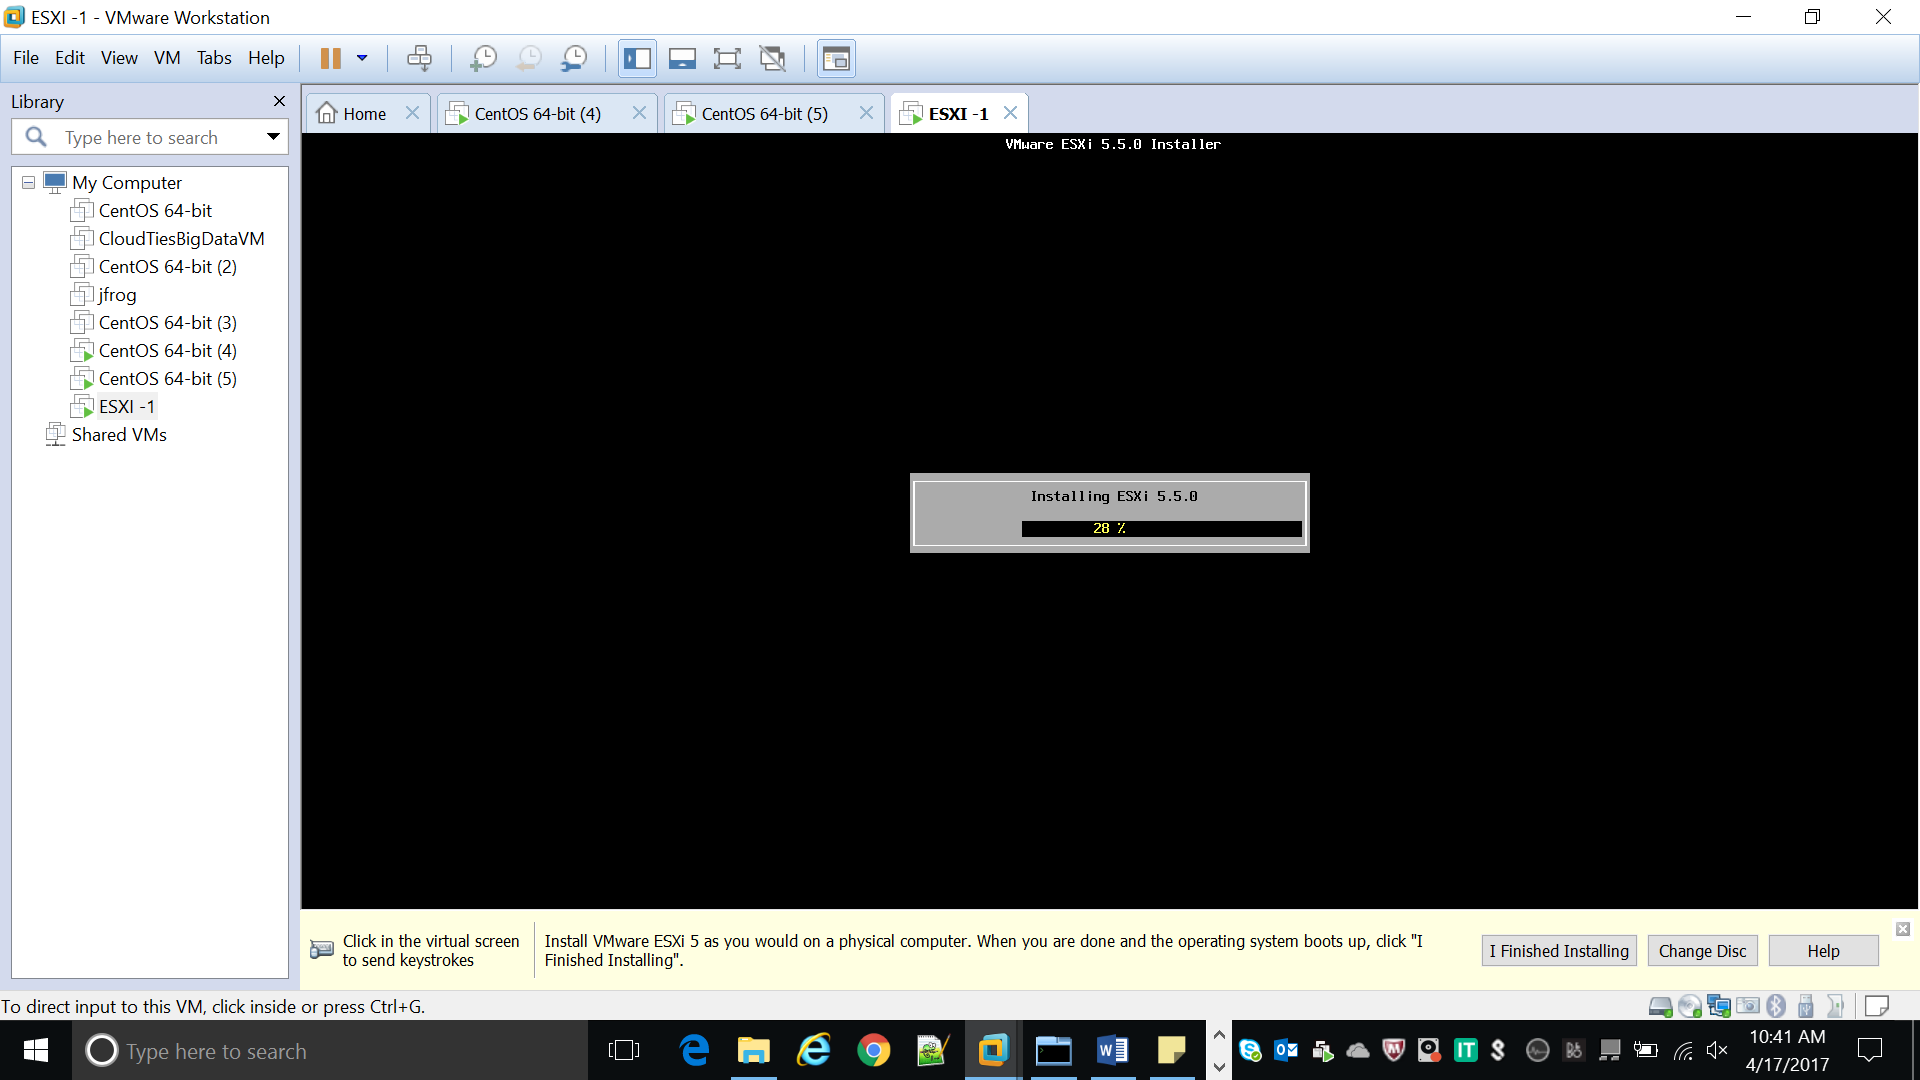 ESXI -1 - VMware Workstation
File Edit View VM Tabs Help
Library
Type here to search
My Computer
CentOS 64-bit
CloudTiesBigDataVM
CentOS 64-bit (2)
jfrog
CentOS 64-bit (3)
CentOS 64-bit (4)
CentOS 64-bit (5)
ESXI -1
Shared VMs
Home CentOS 64-bit (4) CentOS 64-bit (5) ESXI -1
VMware ESXi 5.5.0 Installer
Installing ESXi 5.5.0
28 %
Click in the virtual screen
to send keystrokes
Install VMware ESXi 5 as you would on a physical computer. When you are done and the operating system boots up, click "I
Finished Installing".
I Finished Installing Change Disc Help
To direct input to this VM, click inside or press Ctrl+G.
Type here to search
IT
10:41 AM
4/17/2017